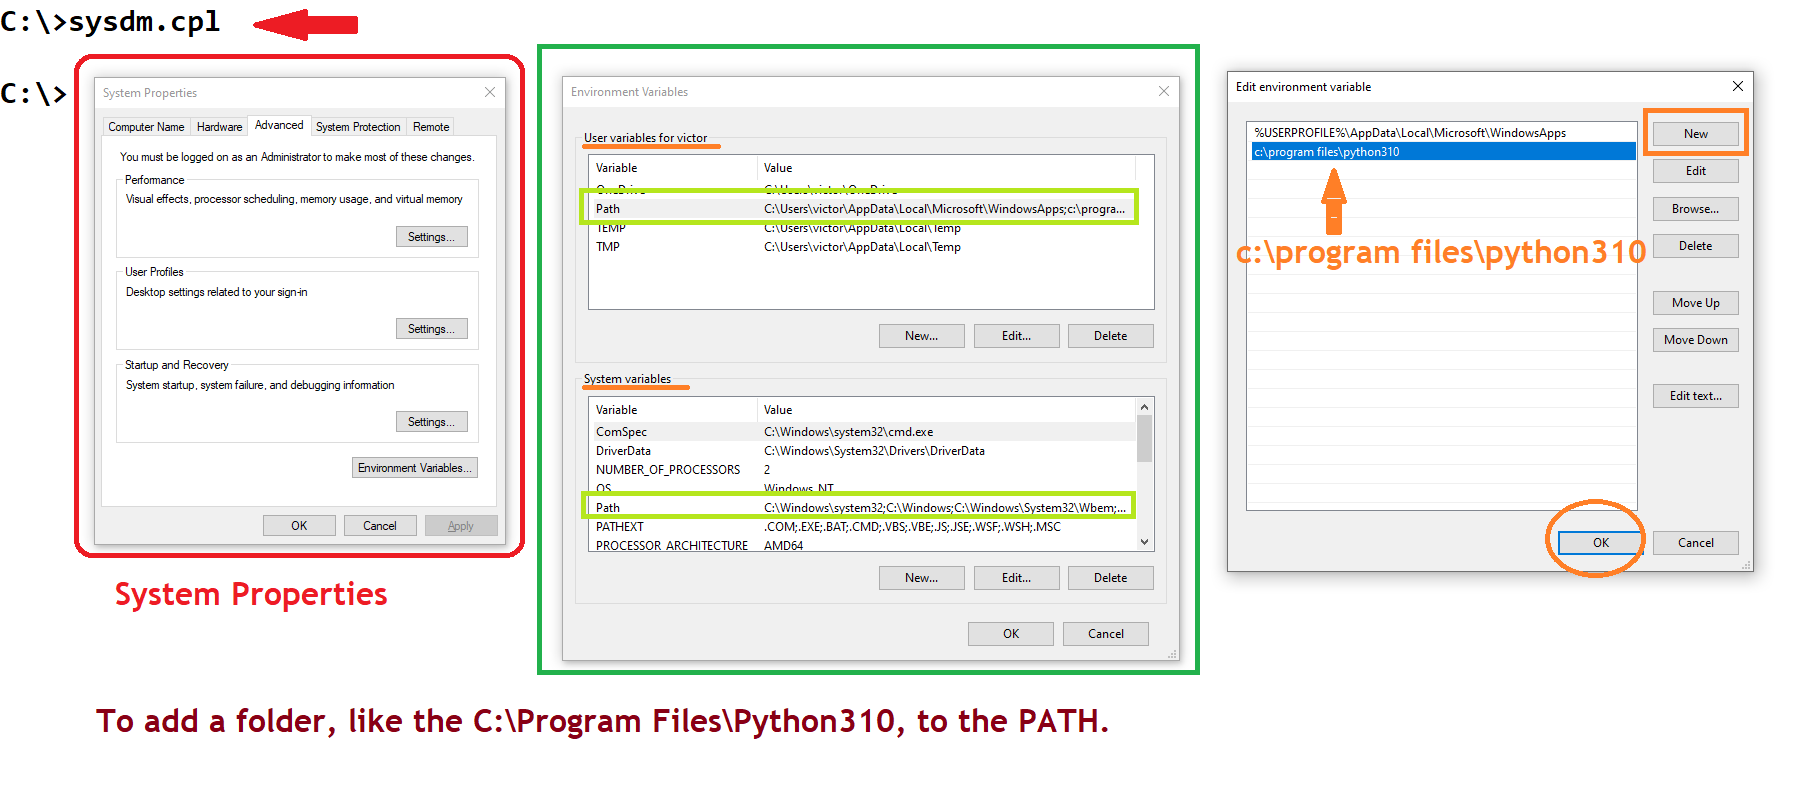 C:\>sysdm.cpl
C:\>
System Properties
Computer Name Hardware Advanced System Protection Remote
You must be logged on as an Administrator to make most of these changes.
Performance
Visual effects, processor scheduling, memory usage, and virtual memory
Settings...
User Profiles
Desktop settings related to your sign-in
Settings...
Startup and Recovery
System startup, system failure, and debugging information
Settings...
Environment Variables...
OK Cancel Apply
System Properties
Environment Variables
User variables for victor
Variable Value
OneDrive C:\Users\victor\OneDrive
Path C:\Users\victor\AppData\Local\Microsoft\WindowsApps;c:\progra...
TEMP C:\Users\victor\AppData\Local\Temp
TMP C:\Users\victor\AppData\Local\Temp
New... Edit... Delete
System variables
Variable Value
ComSpec C:\Windows\system32\cmd.exe
DriverData C:\Windows\System32\Drivers\DriverData
NUMBER_OF_PROCESSORS 2
OS Windows_NT
Path C:\Windows\system32;C:\Windows;C:\Windows\System32\Wbem;...
PATHEXT .COM;.EXE;.BAT;.CMD;.VBS;.VBE;.JS;.JSE;.WSF;.WSH;.MSC
PROCESSOR_ARCHITECTURE AMD64
New... Edit... Delete
OK Cancel
Edit environment variable
%USERPROFILE%\AppData\Local\Microsoft\WindowsApps
c:\program files\python310
c:\program files\python310
New
Edit
Browse...
Delete
Move Up
Move Down
Edit text...
OK Cancel
To add a folder, like the C:\Program Files\Python310, to the PATH.